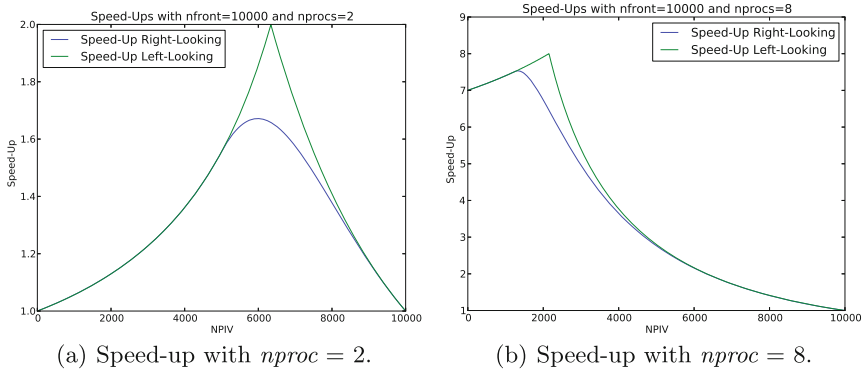 Speed-Ups with nfront=10000 and nprocs=2
Speed-Up Right-Looking
Speed-Up Left-Looking
2.0
1.8
1.6
1.4
1.2
1.0
Speed-Up
0 2000 4000 6000 8000 10000
NPIV
(a) Speed-up with nproc = 2.
Speed-Ups with nfront=10000 and nprocs=8
Speed-Up Right-Looking
Speed-Up Left-Looking
9
8
7
6
5
4
3
2
1
Speed-Up
0 2000 4000 6000 8000 10000
NPIV
(b) Speed-up with nproc = 8.